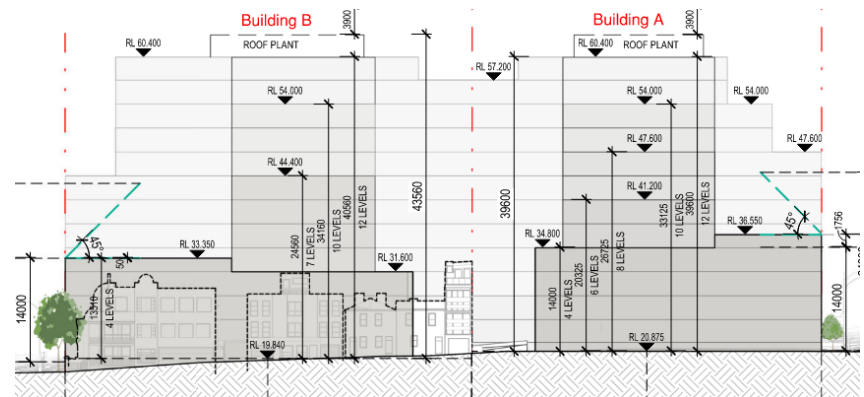 Building B
Building A
3900
3900
RL 60.400
ROOF PLANT
RL 60.400
ROOF PLANT
RL 57.200
RL 54.000
RL 54.000
RL 54.000
RL 47.600
RL 47.600
RL 44.400
RL 41.200
43560
39600
24560
7 LEVELS
34160
10 LEVELS
40560
12 LEVELS
14000
4 LEVELS
20325
6 LEVELS
26725
8 LEVELS
33125
10 LEVELS
39600
12 LEVELS
45°
45°
1756
RL 36.550
RL 34.800
RL 33.350
RL 31.600
50
14000
13510
4 LEVELS
14000
RL 19.840
RL 20.875